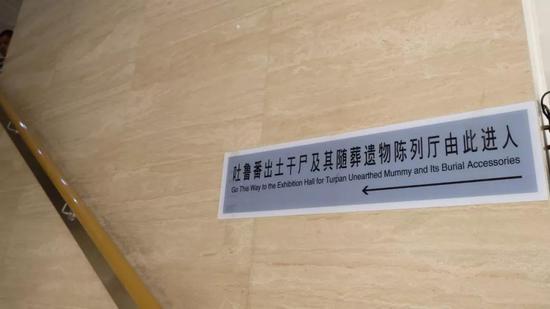 吐鲁番出土干尸及其随葬遗物陈列厅由此进入
Go This Way to the Exhibition Hall for Turpan Unearthed Mummy and Its Burial Accessories